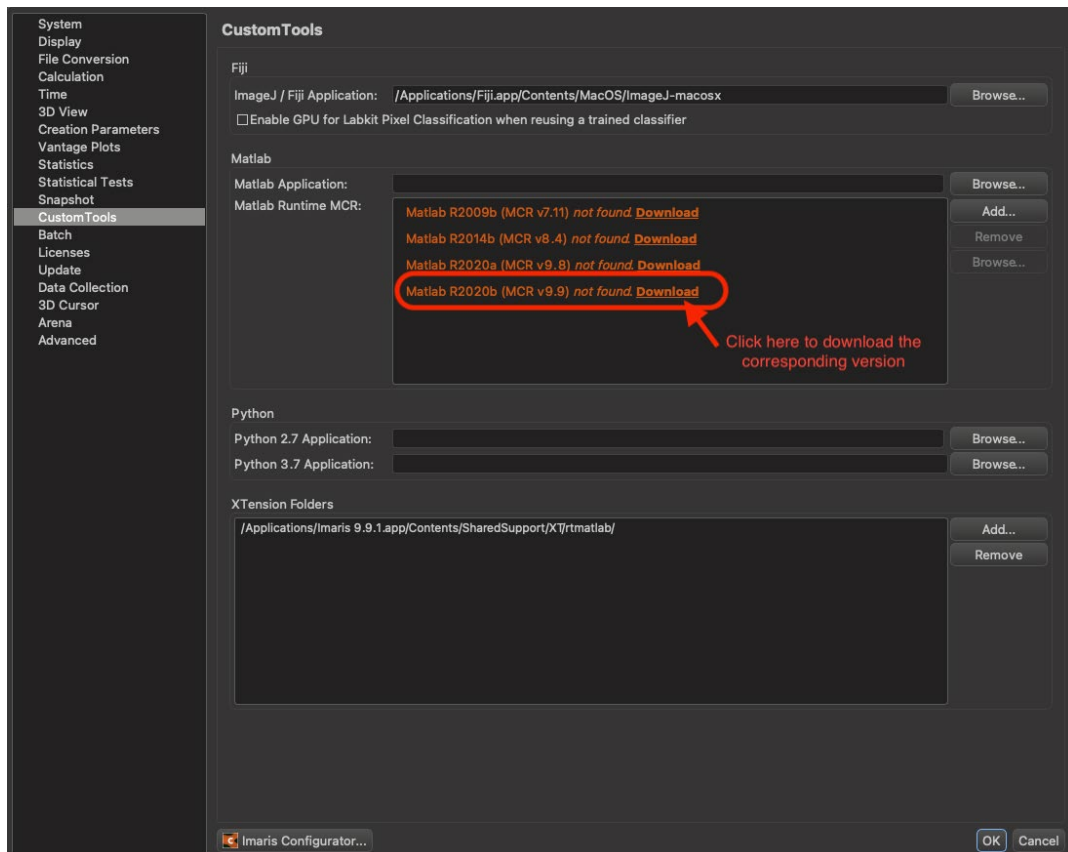 System
Display
File Conversion
Calculation
Time
3D View
Creation Parameters
Vantage Plots
Statistics
Statistical Tests
Snapshot
CustomTools
Batch
Licenses
Update
Data Collection
3D Cursor
Arena
Advanced
CustomTools
Fiji
ImageJ / Fiji Application: /Applications/Fiji.app/Contents/MacOS/ImageJ-macosx Browse...
Enable GPU for Labkit Pixel Classification when reusing a trained classifier
Matlab
Matlab Application: Browse...
Matlab Runtime MCR:
Matlab R2009b (MCR v7.11) not found. Download Add...
Matlab R2014b (MCR v8.4) not found. Download Remove
Matlab R2020a (MCR v9.8) not found. Download Browse...
Matlab R2020b (MCR v9.9) not found. Download
Click here to download the
corresponding version
Python
Python 2.7 Application: Browse...
Python 3.7 Application: Browse...
XTension Folders
/Applications/Imaris 9.9.1.app/Contents/SharedSupport/XT/rtmatlab/ Add...
Remove
Imaris Configurator... OK Cancel